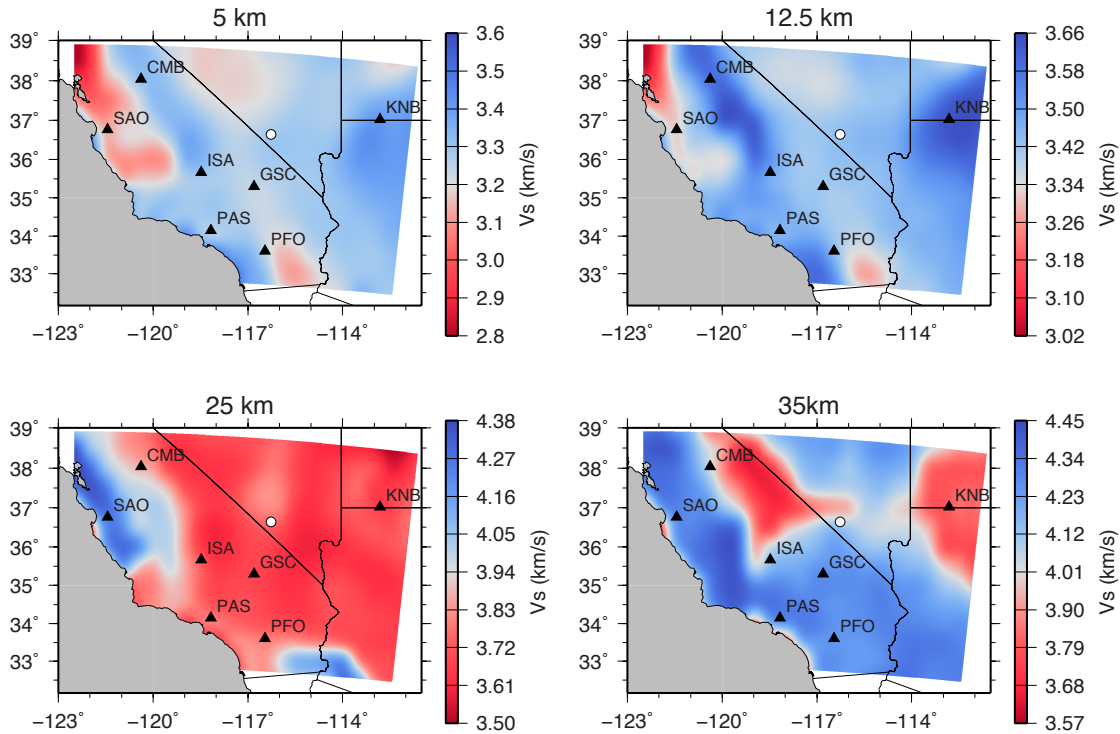 5 km
39°
38°
37°
36°
35°
34°
33°
CMB
SAO
ISA
GSC
PAS
PFO
KNB
−123°
−120°
−117°
−114°
3.6
3.5
3.4
3.3
3.2
3.1
3.0
2.9
2.8
Vs (km/s)
12.5 km
39°
38°
37°
36°
35°
34°
33°
CMB
SAO
ISA
GSC
PAS
PFO
KNB
−123°
−120°
−117°
−114°
3.66
3.58
3.50
3.42
3.34
3.26
3.18
3.10
3.02
Vs (km/s)
25 km
39°
38°
37°
36°
35°
34°
33°
CMB
SAO
ISA
GSC
PAS
PFO
KNB
−123°
−120°
−117°
−114°
4.38
4.27
4.16
4.05
3.94
3.83
3.72
3.61
3.50
Vs (km/s)
35km
39°
38°
37°
36°
35°
34°
33°
CMB
SAO
ISA
GSC
PAS
PFO
KNB
−123°
−120°
−117°
−114°
4.45
4.34
4.23
4.12
4.01
3.90
3.79
3.68
3.57
Vs (km/s)